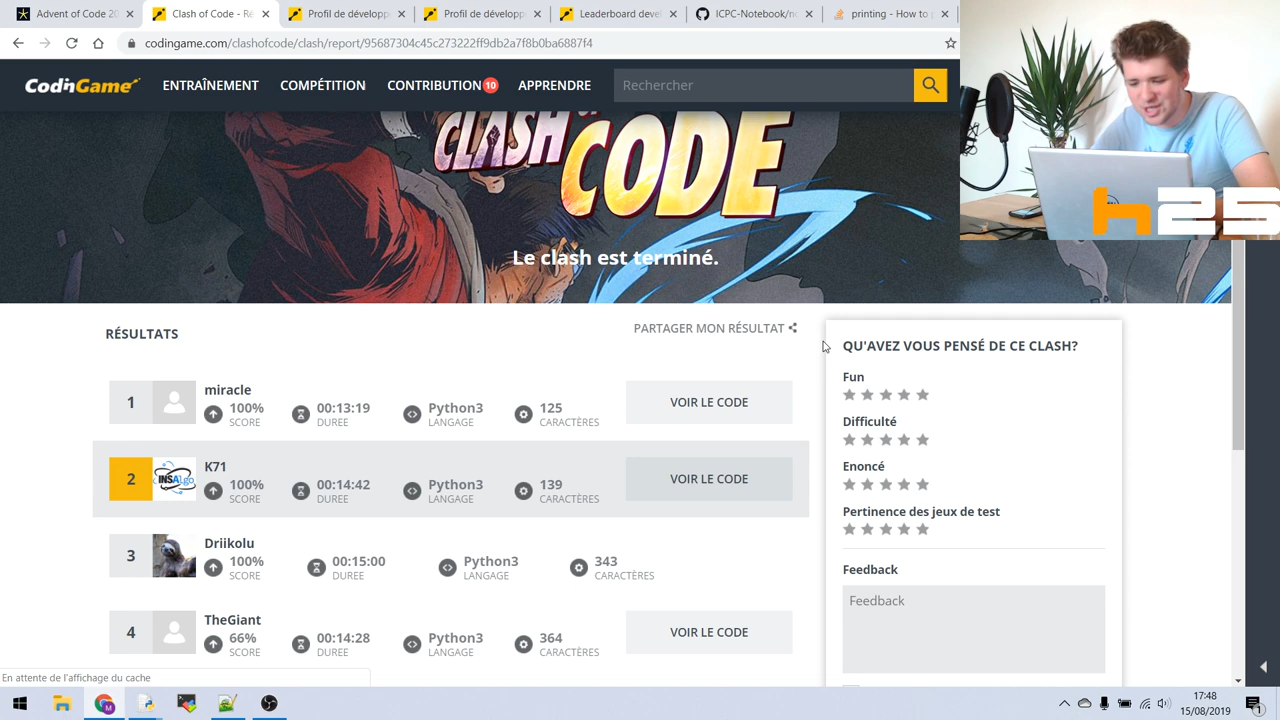 Advent of Code 20
Clash of Code - Ré
Profil de développ
Profil de développ
Leaderboard devel
printing - How to
codingame.com/clashofcode/clash/report/95687304c45c273222ff9db2a7f8b0ba6887f4
CodinGame
ENTRAÎNEMENT
COMPÉTITION
CONTRIBUTION 10
APPRENDRE
Rechercher
h25
CLASH OF CODE
Le clash est terminé.
RÉSULTATS
PARTAGER MON RÉSULTAT
1
miracle
100% 00:13:19 Python3 125
SCORE DUREE LANGAGE CARACTÈRES
VOIR LE CODE
2
K71
INSAlgo
100% 00:14:42 Python3 139
SCORE DUREE LANGAGE CARACTÈRES
VOIR LE CODE
3
Driikolu
100% 00:15:00 Python3 343
SCORE DUREE LANGAGE CARACTÈRES
4
TheGiant
66% 00:14:28 Python3 364
SCORE DUREE LANGAGE CARACTÈRES
VOIR LE CODE
QU'AVEZ VOUS PENSÉ DE CE CLASH?
Fun
Difficulté
Enoncé
Pertinence des jeux de test
Feedback
Feedback
En attente de l'affichage du cache
17:48
15/08/2019
1